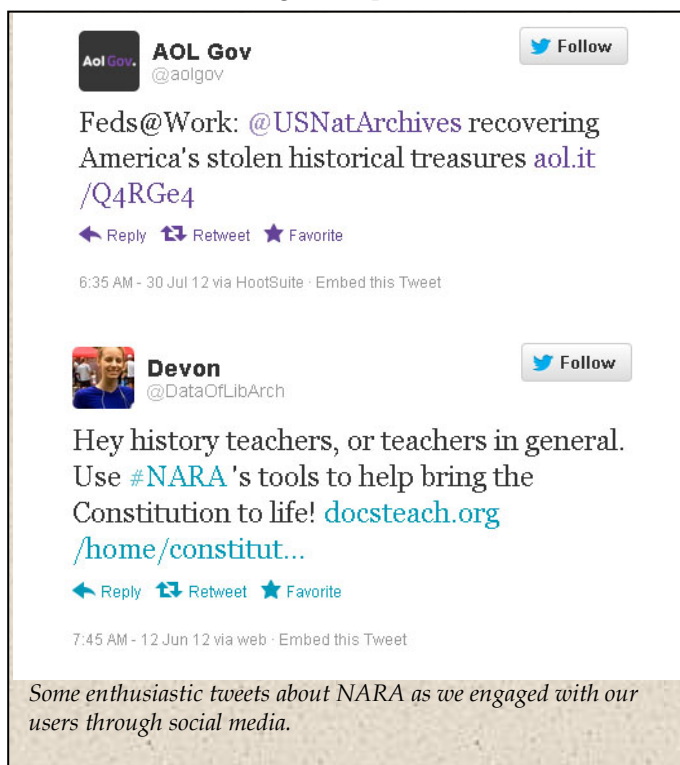 Aol Gov.
AOL Gov
@aolgov
Follow
Feds@Work: @USNatArchives recovering
America's stolen historical treasures aol.it
/Q4RGe4
Reply Retweet Favorite
6:35 AM - 30 Jul 12 via HootSuite · Embed this Tweet
Devon
@DataOfLibArch
Follow
Hey history teachers, or teachers in general.
Use #NARA 's tools to help bring the
Constitution to life! docsteach.org
/home/constitut...
Reply Retweet Favorite
7:45 AM - 12 Jun 12 via web · Embed this Tweet
Some enthusiastic tweets about NARA as we engaged with our
users through social media.